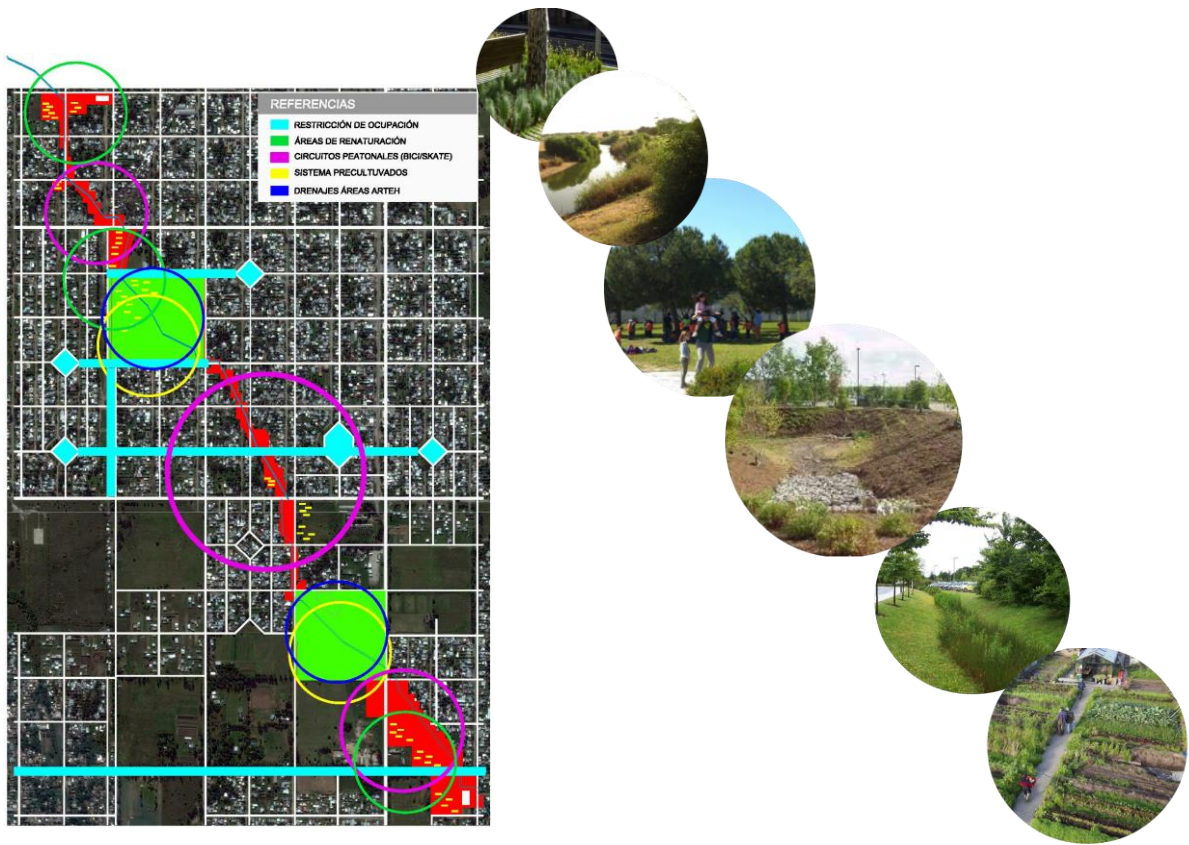 REFERENCIAS
RESTRICCIÓN DE OCUPACIÓN
ÁREAS DE RENATURACIÓN
CIRCUITOS PEATONALES (BICI/SKATE)
SISTEMA PRECULTUVADOS
DRENAJES ÁREAS ARTEH